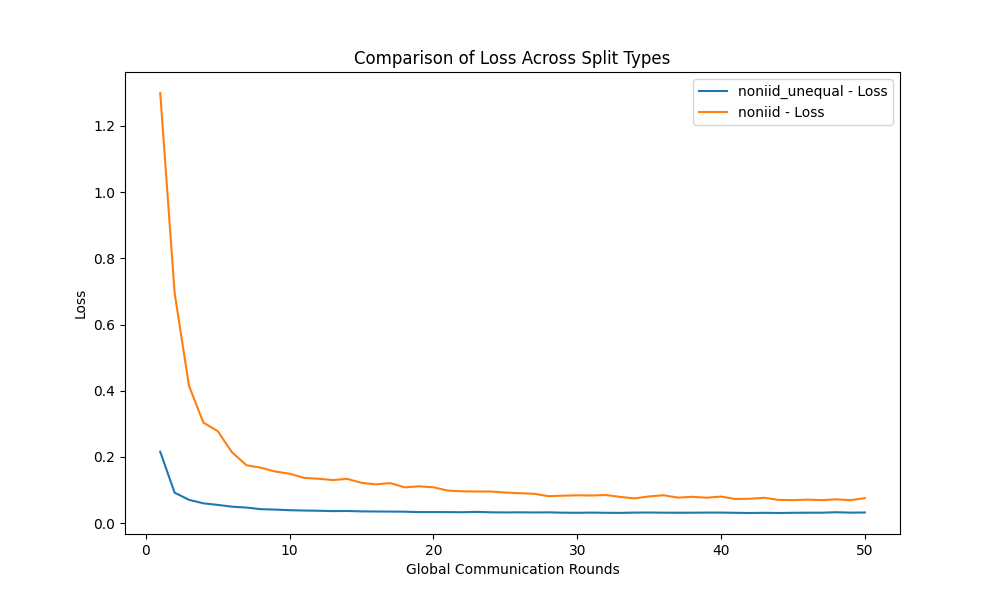 Comparison of Loss Across Split Types
noniid_unequal - Loss
noniid - Loss
Loss
1.2
1.0
0.8
0.6
0.4
0.2
0.0
0 10 20 30 40 50
Global Communication Rounds